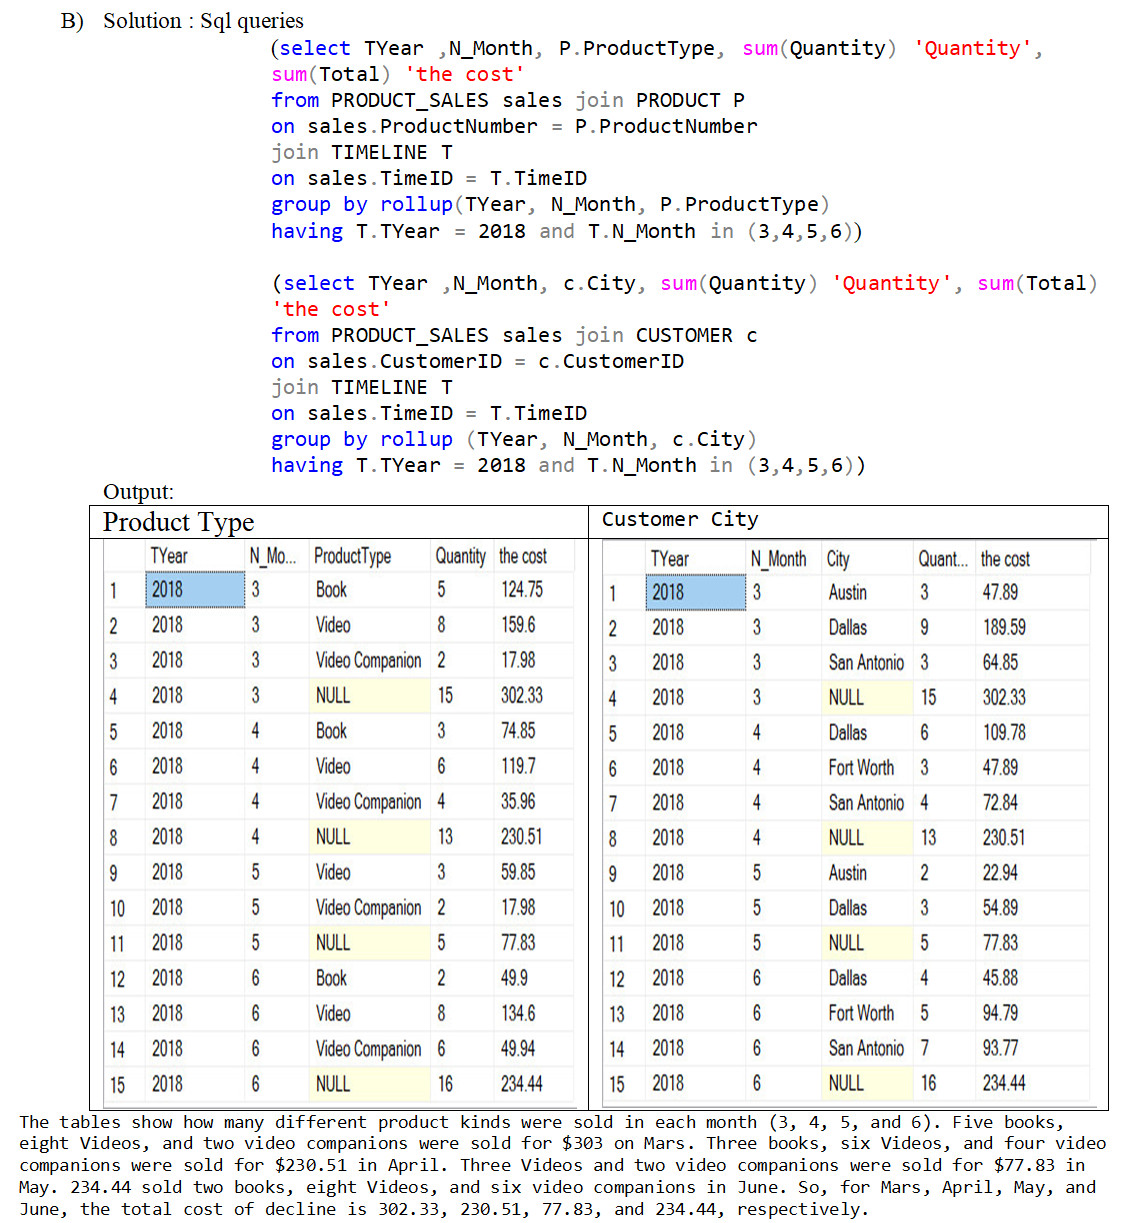 B) Solution : Sql queries
(select TYear ,N_Month, P.ProductType, sum(Quantity) 'Quantity',
sum(Total) 'the cost'
from PRODUCT_SALES sales join PRODUCT P
on sales.ProductNumber = P.ProductNumber
join TIMELINE T
on sales.TimeID = T.TimeID
group by rollup(TYear, N_Month, P.ProductType)
having T.TYear = 2018 and T.N_Month in (3,4,5,6))
(select TYear ,N_Month, c.City, sum(Quantity) 'Quantity', sum(Total)
'the cost'
from PRODUCT_SALES sales join CUSTOMER c
on sales.CustomerID = c.CustomerID
join TIMELINE T
on sales.TimeID = T.TimeID
group by rollup (TYear, N_Month, c.City)
having T.TYear = 2018 and T.N_Month in (3,4,5,6))
Output:
Product Type
TYear N_Mo... ProductType Quantity the cost
1 2018 3 Book 5 124.75
2 2018 3 Video 8 159.6
3 2018 3 Video Companion 2 17.98
4 2018 3 NULL 15 302.33
5 2018 4 Book 3 74.85
6 2018 4 Video 6 119.7
7 2018 4 Video Companion 4 35.96
8 2018 4 NULL 13 230.51
9 2018 5 Video 3 59.85
10 2018 5 Video Companion 2 17.98
11 2018 5 NULL 5 77.83
12 2018 6 Book 2 49.9
13 2018 6 Video 8 134.6
14 2018 6 Video Companion 6 49.94
15 2018 6 NULL 16 234.44
Customer City
TYear N_Month City Quant... the cost
1 2018 3 Austin 3 47.89
2 2018 3 Dallas 9 189.59
3 2018 3 San Antonio 3 64.85
4 2018 3 NULL 15 302.33
5 2018 4 Dallas 6 109.78
6 2018 4 Fort Worth 3 47.89
7 2018 4 San Antonio 4 72.84
8 2018 4 NULL 13 230.51
9 2018 5 Austin 2 22.94
10 2018 5 Dallas 3 54.89
11 2018 5 NULL 5 77.83
12 2018 6 Dallas 4 45.88
13 2018 6 Fort Worth 5 94.79
14 2018 6 San Antonio 7 93.77
15 2018 6 NULL 16 234.44
The tables show how many different product kinds were sold in each month (3, 4, 5, and 6). Five books,
eight Videos, and two video companions were sold for $303 on Mars. Three books, six Videos, and four video
companions were sold for $230.51 in April. Three Videos and two video companions were sold for $77.83 in
May. 234.44 sold two books, eight Videos, and six video companions in June. So, for Mars, April, May, and
June, the total cost of decline is 302.33, 230.51, 77.83, and 234.44, respectively.